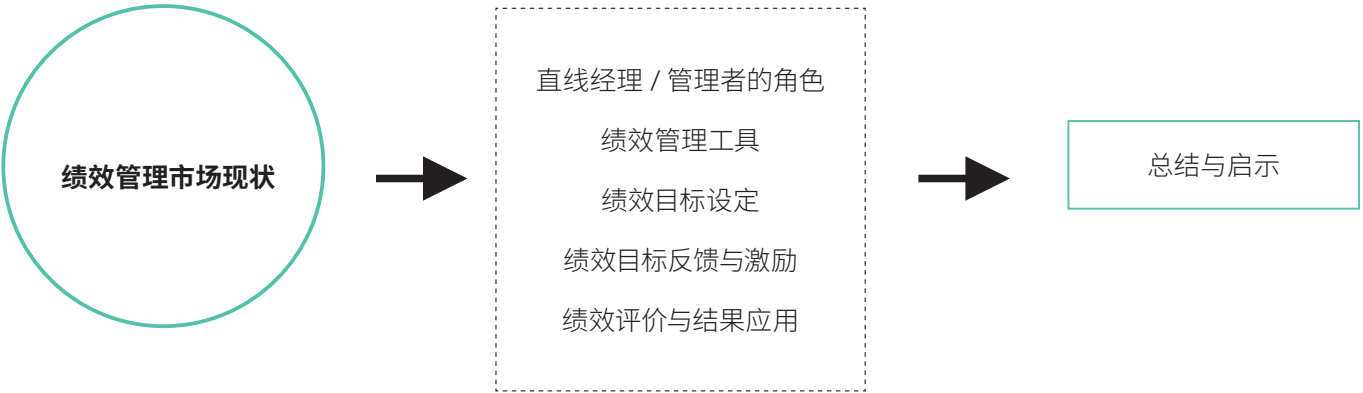 绩效管理市场现状
直线经理 / 管理者的角色
绩效管理工具
绩效目标设定
绩效目标反馈与激励
绩效评价与结果应用
总结与启示